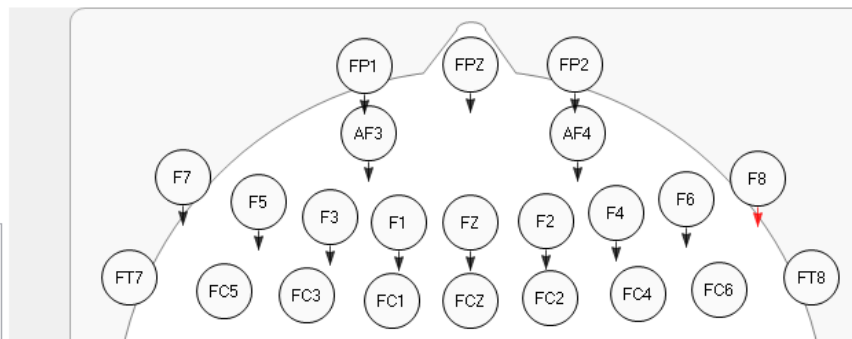 FP1 FPZ FP2
AF3 AF4
F7 F5 F3 F1 FZ F2 F4 F6 F8
FT7 FC5 FC3 FC1 FCZ FC2 FC4 FC6 FT8